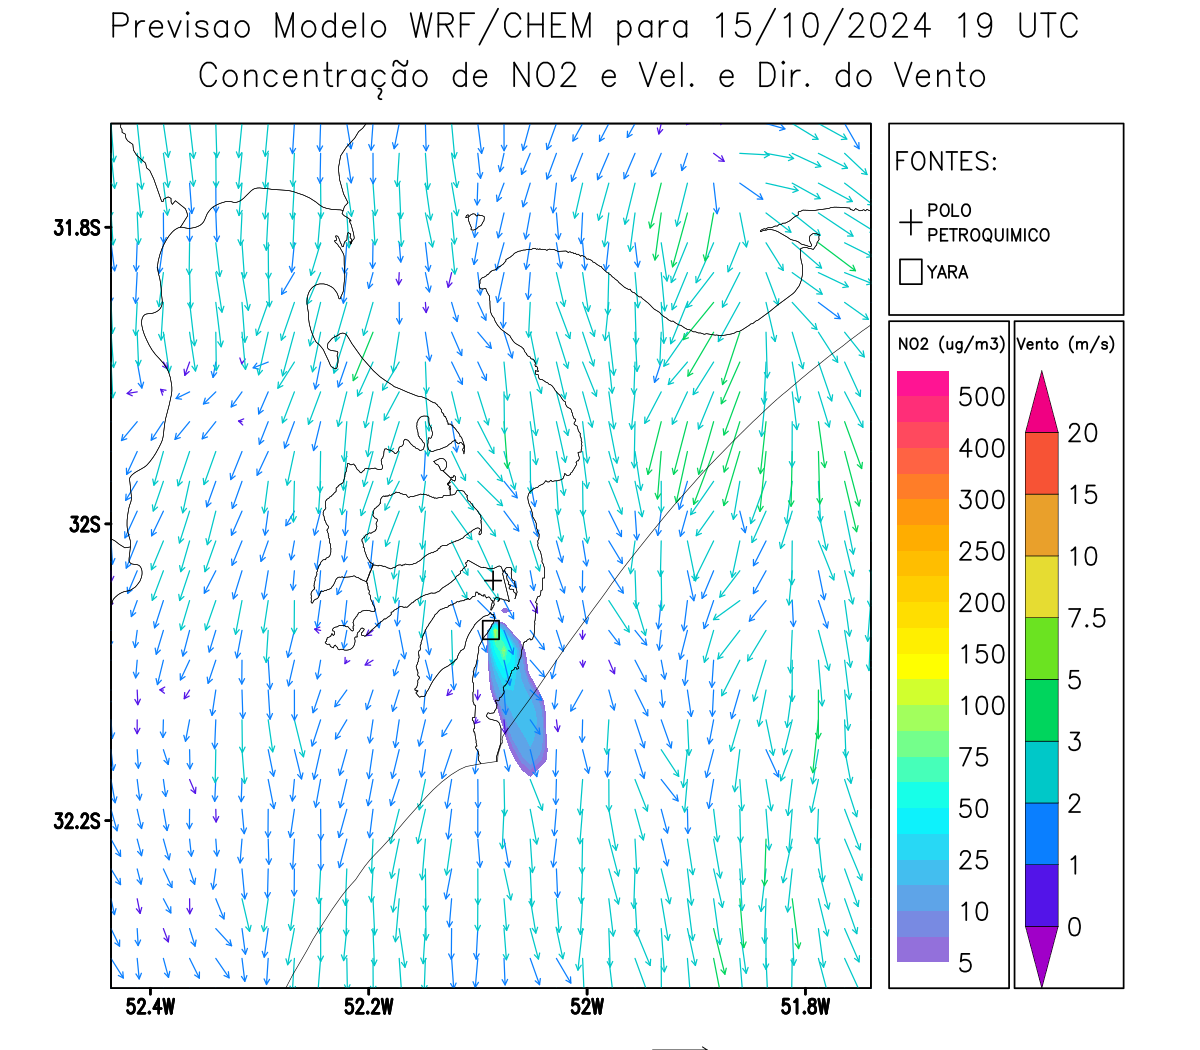 Previsao Modelo WRF/CHEM para 15/10/2024 19 UTC
Concentração de NO2 e Vel. e Dir. do Vento
FONTES:
POLO
PETROQUIMICO
YARA
NO2 (ug/m3)
500
400
300
250
200
150
100
75
50
25
10
5
Vento (m/s)
20
15
10
7.5
5
3
2
1
0
31.8S
32S
32.2S
52.4W 52.2W 52W 51.8W